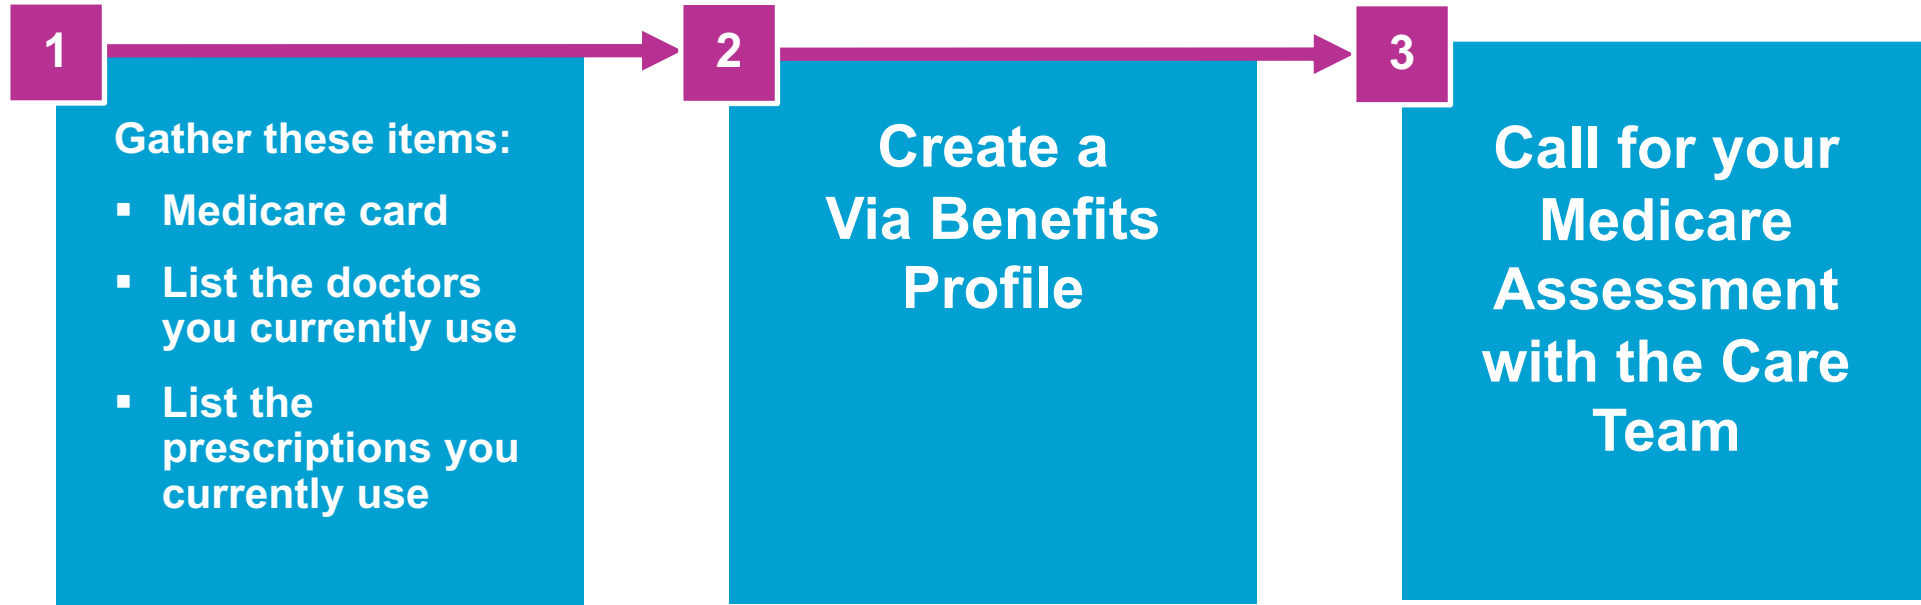 1
Gather these items:
▪ Medicare card
▪ List the doctors
you currently use
▪ List the
prescriptions you
currently use
2
Create a
Via Benefits
Profile
3
Call for your
Medicare
Assessment
with the Care
Team